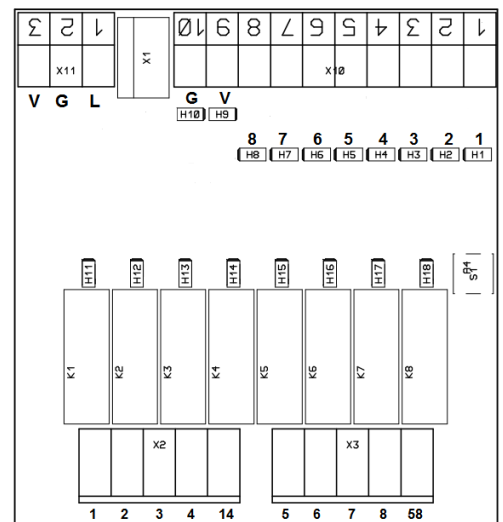 3 2 1 X1 10 9 8 7 6 5 4 3 2 1
X11 X10
V G L
G V
H10 H9
8 7 6 5 4 3 2 1
H8 H7 H6 H5 H4 H3 H2 H1
H11 H12 H13 H14 H15 H16 H17 H18 S1 B4
K1 K2 K3 K4 K5 K6 K7 K8
X2 X3
1 2 3 4 14 5 6 7 8 58